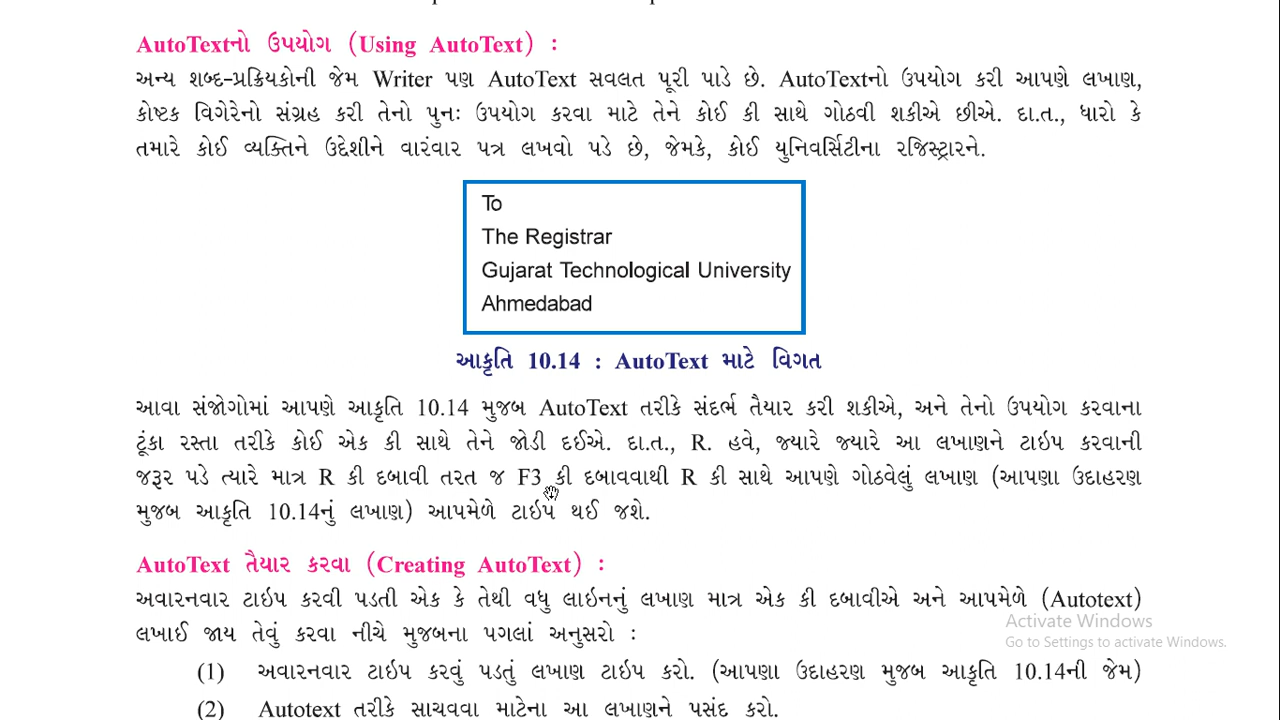 AutoTextનો ઉપયોગ (Using AutoText) :
અન્ય શબ્દ-પ્રક્રિયકોની જેમ Writer પણ AutoText સવલત પૂરી પાડે છે. AutoTextનો ઉપયોગ કરી આપણે લખાણ,
કોષ્ટક વિગેરેનો સંગ્રહ કરી તેનો પુનઃ ઉપયોગ કરવા માટે તેને કોઈ કી સાથે ગોઠવી શકીએ છીએ. દા.ત., ધારો કે
તમારે કોઈ વ્યક્તિને ઉદ્દેશીને વારંવાર પત્ર લખવો પડે છે, જેમકે, કોઈ યુનિવર્સિટીના રજિસ્ટ્રારને.
To
The Registrar
Gujarat Technological University
Ahmedabad
આકૃતિ 10.14 : AutoText માટે વિગત
આવા સંજોગોમાં આપણે આકૃતિ 10.14 મુજબ AutoText તરીકે સંદર્ભ તૈયાર કરી શકીએ, અને તેનો ઉપયોગ કરવાના
ટૂંકા રસ્તા તરીકે કોઈ એક કી સાથે તેને જોડી દઈએ. દા.ત., R. હવે, જ્યારે જ્યારે આ લખાણને ટાઇપ કરવાની
જરૂર પડે ત્યારે માત્ર R કી દબાવી તરત જ F3 કી દબાવવાથી R કી સાથે આપણે ગોઠવેલું લખાણ (આપણા ઉદાહરણ
મુજબ આકૃતિ 10.14નું લખાણ) આપમેળે ટાઇપ થઈ જશે.
AutoText તૈયાર કરવા (Creating AutoText) :
અવારનવાર ટાઇપ કરવી પડતી એક કે તેથી વધુ લાઇનનું લખાણ માત્ર એક કી દબાવીએ અને આપમેળે (Autotext)
લખાઈ જાય તેવું કરવા નીચે મુજબના પગલાં અનુસરો :
Activate Windows
Go to Settings to activate Windows.
(1) અવારનવાર ટાઇપ કરવું પડતું લખાણ ટાઇપ કરો. (આપણા ઉદાહરણ મુજબ આકૃતિ 10.14ની જેમ)
(2) Autotext તરીકે સાચવવા માટેના આ લખાણને પસંદ કરો.